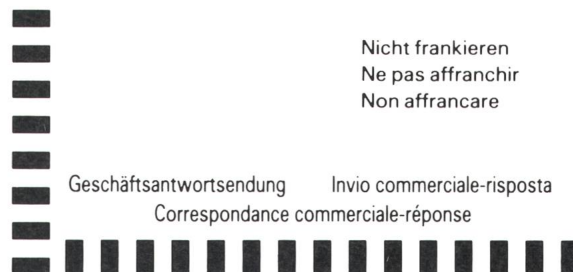 Nicht frankieren
Ne pas affranchir
Non affrancare
Geschäftsantwortsendung Invio commerciale-risposta
Correspondance commerciale-réponse